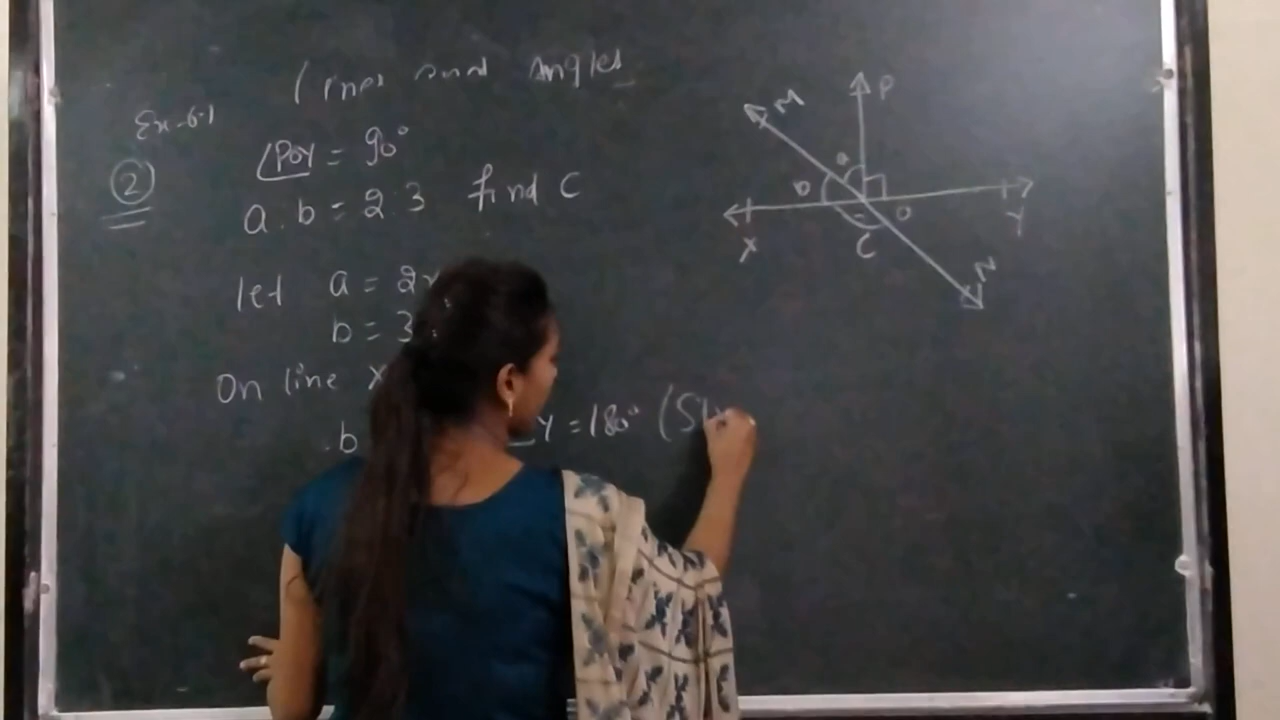 Lines and angles
Ex-6.1
∠POY = 90°
② a:b = 2:3 find C
let a = 2x
b = 3
On line X
b Y = 180° (St
M
P
a
b
O
X
C
Y
N